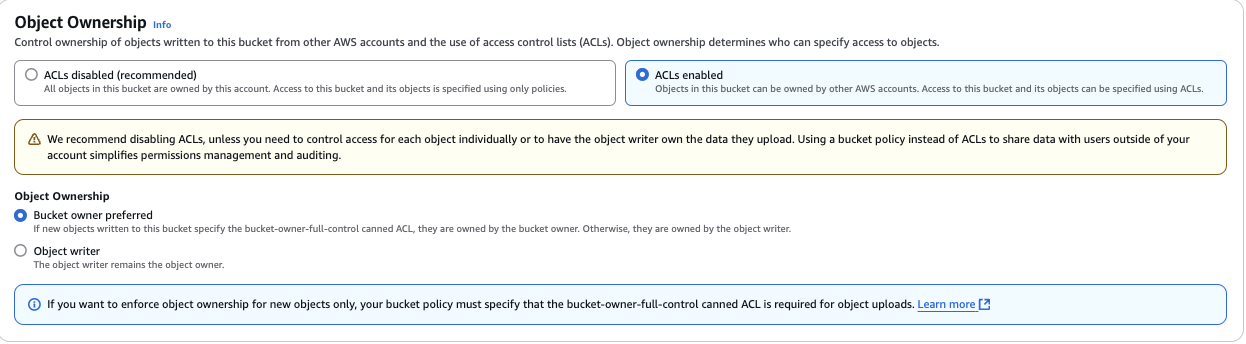 Object Ownership Info
Control ownership of objects written to this bucket from other AWS accounts and the use of access control lists (ACLs). Object ownership determines who can specify access to objects.
ACLs disabled (recommended)
All objects in this bucket are owned by this account. Access to this bucket and its objects is specified using only policies.
ACLs enabled
Objects in this bucket can be owned by other AWS accounts. Access to this bucket and its objects can be specified using ACLs.
We recommend disabling ACLs, unless you need to control access for each object individually or to have the object writer own the data they upload. Using a bucket policy instead of ACLs to share data with users outside of your
account simplifies permissions management and auditing.
Object Ownership
Bucket owner preferred
If new objects written to this bucket specify the bucket-owner-full-control canned ACL, they are owned by the bucket owner. Otherwise, they are owned by the object writer.
Object writer
The object writer remains the object owner.
If you want to enforce object ownership for new objects only, your bucket policy must specify that the bucket-owner-full-control canned ACL is required for object uploads. Learn more